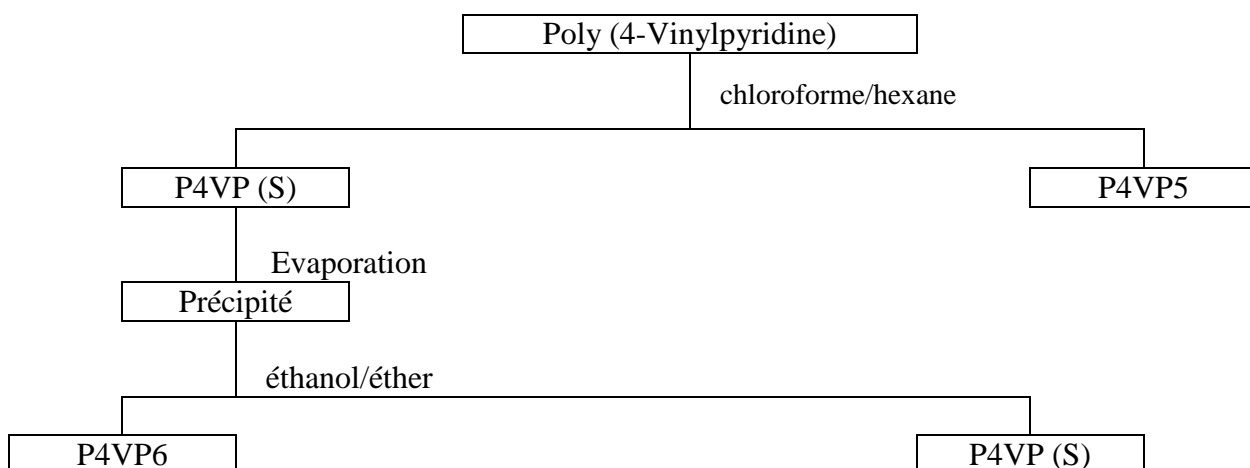 Poly (4-Vinylpyridine)
chloroforme/hexane
P4VP (S)
P4VP5
Evaporation
Précipité
éthanol/éther
P4VP6
P4VP (S)